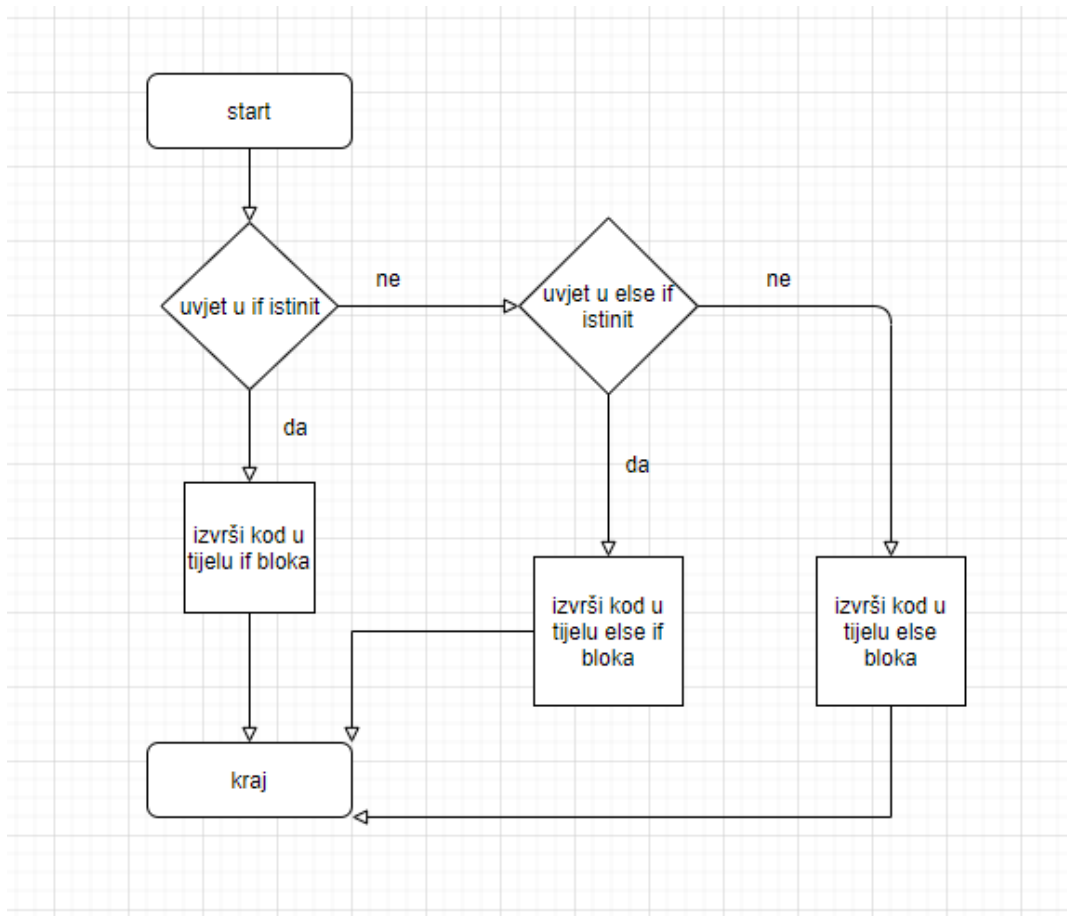 start
uvjet u if istinit
ne
uvjet u else if
istinit
ne
da
da
izvrši kod u
tijelu if bloka
izvrši kod u
tijelu else if
bloka
izvrši kod u
tijelu else
bloka
kraj